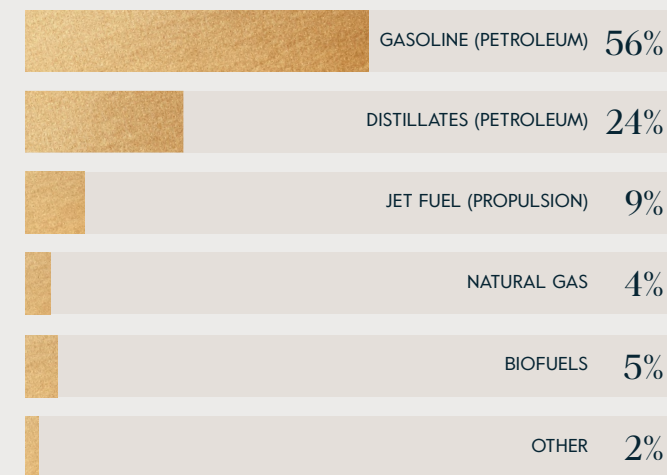 GASOLINE (PETROLEUM) 56%
DISTILLATES (PETROLEUM) 24%
JET FUEL (PROPULSION) 9%
NATURAL GAS 4%
BIOFUELS 5%
OTHER 2%